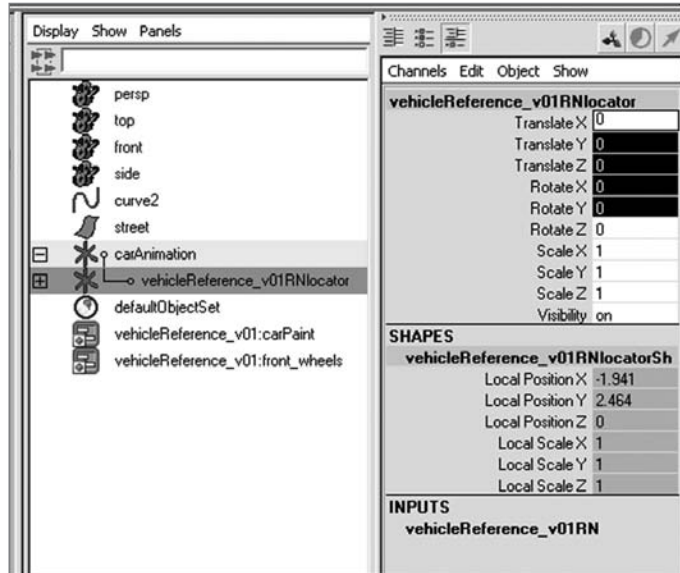 Display Show Panels
persp
top
front
side
curve2
street
carAnimation
vehicleReference_v01RNlocator
defaultObjectSet
vehicleReference_v01:carPaint
vehicleReference_v01:front_wheels
Channels Edit Object Show
vehicleReference_v01RNlocator
Translate X 0
Translate Y 0
Translate Z 0
Rotate X 0
Rotate Y 0
Rotate Z 0
Scale X 1
Scale Y 1
Scale Z 1
Visibility on
SHAPES
vehicleReference_v01RNlocatorSh
Local Position X -1.941
Local Position Y 2.464
Local Position Z 0
Local Scale X 1
Local Scale Y 1
Local Scale Z 1
INPUTS
vehicleReference_v01RN